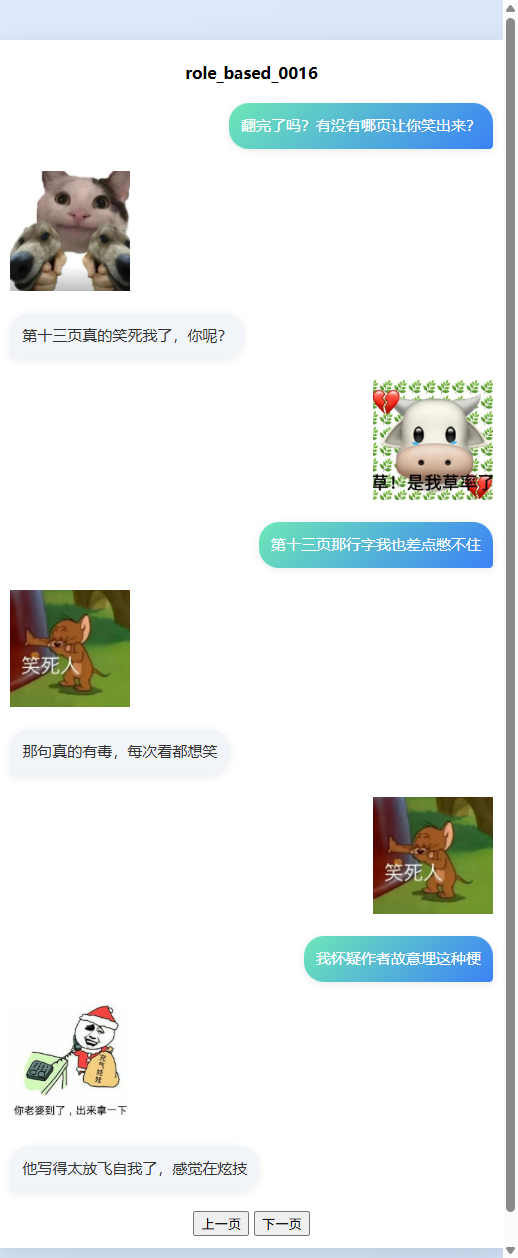 role_based_0016
翻完了吗？有没有哪页让你笑出来？
第十三页真的笑死我了，你呢？
草！是我草率了
第十三页那行字我也差点憋不住
笑死人
那句真的有毒，每次看都想笑
笑死人
我怀疑作者故意埋这种梗
充气娃娃
你老婆到了，出来拿一下
他写得太放飞自我了，感觉在炫技
上一页 下一页